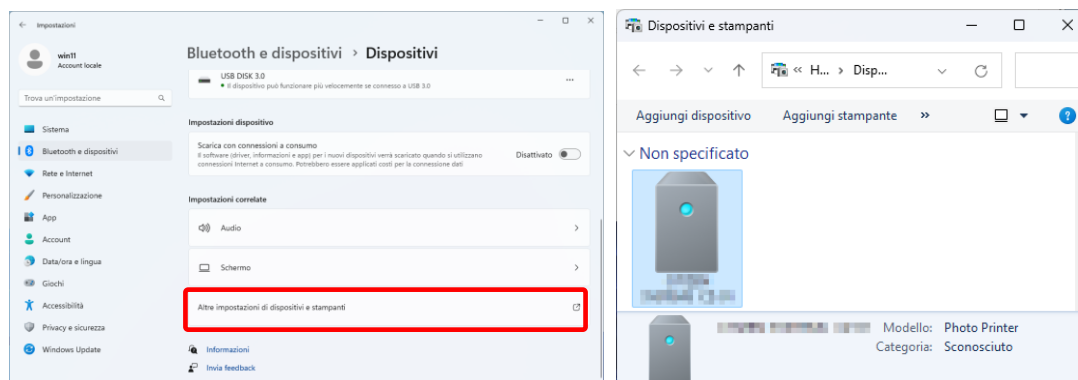 Impostazioni
win11
Account locale
Trova un'impostazione
Sistema
Bluetooth e dispositivi
Rete e Internet
Personalizzazione
App
Account
Data/ora e lingua
Giochi
Accessibilità
Privacy e sicurezza
Windows Update
Bluetooth e dispositivi > Dispositivi
USB DISK 3.0
Il dispositivo può funzionare più velocemente se connesso a USB 3.0
Impostazioni dispositivo
Scarica con connessioni a consumo
Il software (driver, informazioni e app) per i nuovi dispositivi verrà scaricato quando si utilizzano
connessioni Internet a consumo. Potrebbero essere applicati costi per la connessione dati
Disattivato
Impostazioni correlate
Audio
Schermo
Altre impostazioni di dispositivi e stampanti
Informazioni
Invia feedback
Dispositivi e stampanti
« H... > Disp...
Aggiungi dispositivo Aggiungi stampante »
Non specificato
Modello: Photo Printer
Categoria: Sconosciuto